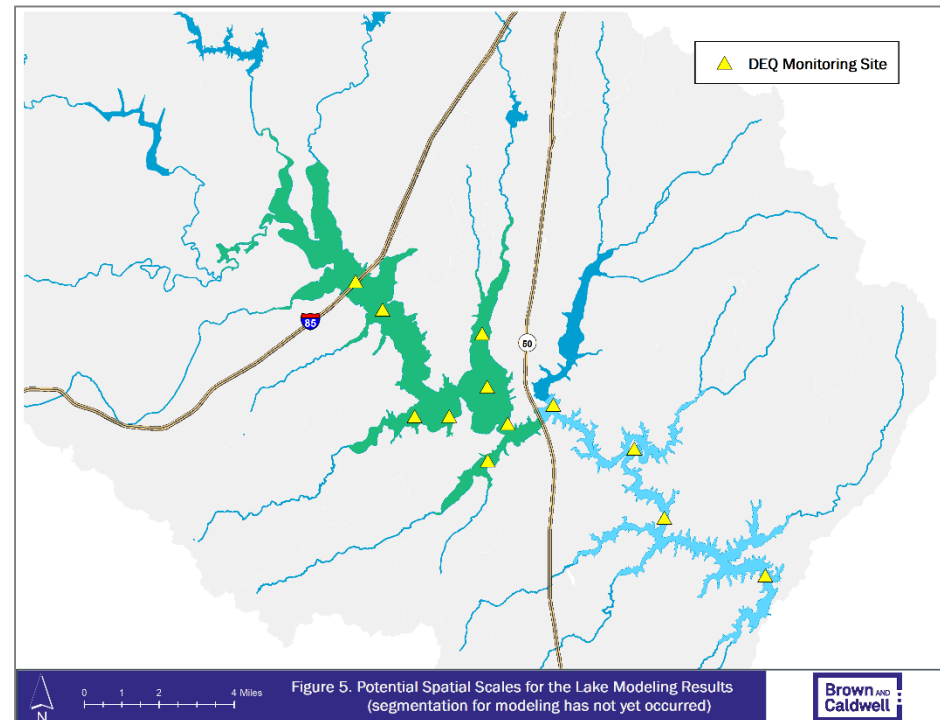 DEQ Monitoring Site
85
50
0 1 2 4 Miles
N
Figure 5. Potential Spatial Scales for the Lake Modeling Results
(segmentation for modeling has not yet occurred)
Brown AND
Caldwell